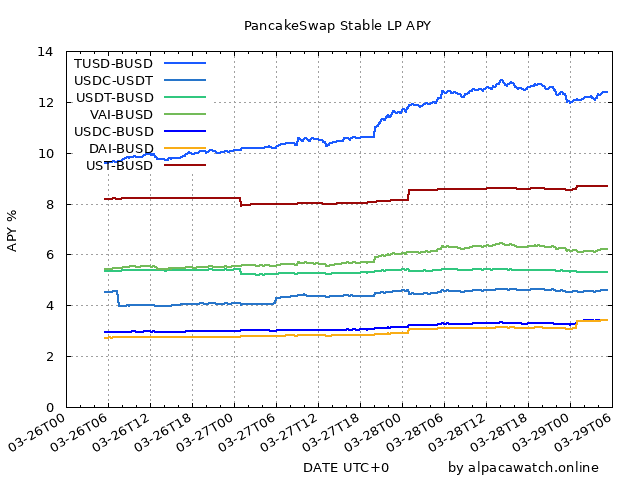 PancakeSwap Stable LP APY
14
12
10
8
6
4
2
0
APY %
TUSD-BUSD
USDC-USDT
USDT-BUSD
VAI-BUSD
USDC-BUSD
DAI-BUSD
UST-BUSD
03-26T00
03-26T06
03-26T12
03-26T18
03-27T00
03-27T06
03-27T12
03-27T18
03-28T00
03-28T06
03-28T12
03-28T18
03-29T00
03-29T06
DATE UTC+0
by alpacawatch.online